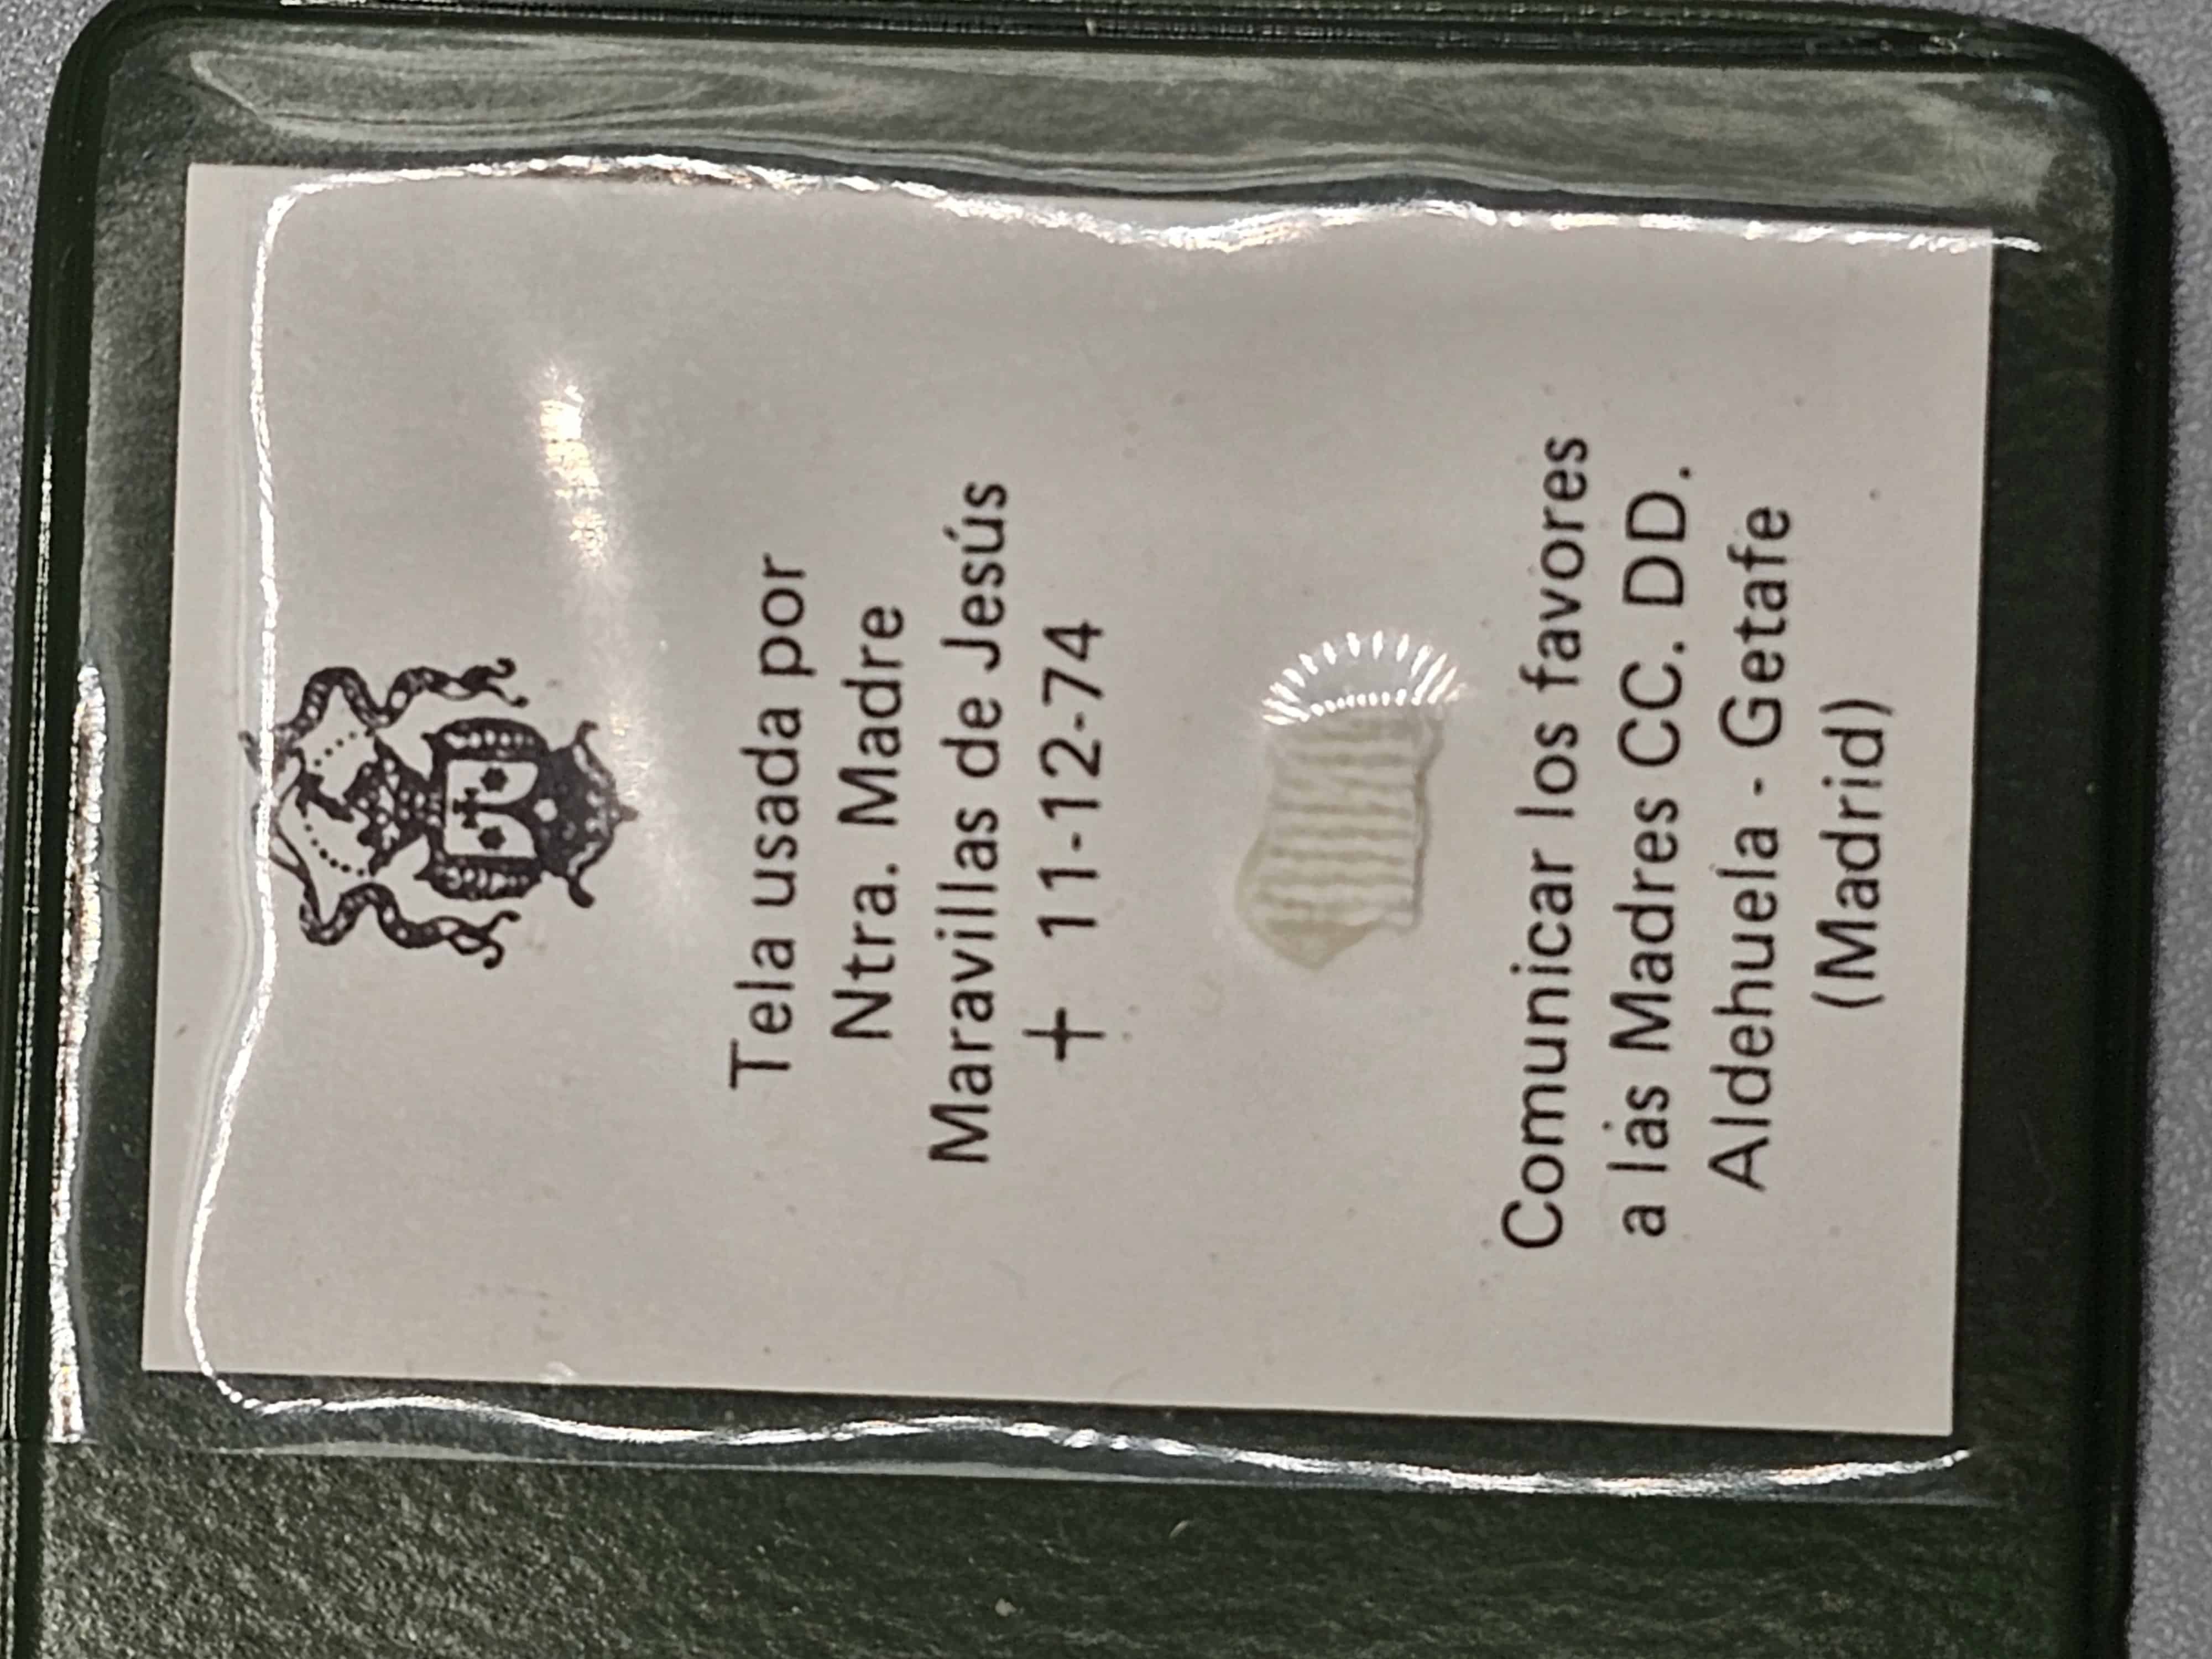 Tela usada por
Ntra. Madre
Maravillas de Jesús
+ 11-12-74
Comunicar los favores
a las Madres CC. DD.
Aldehuela - Getafe
(Madrid)